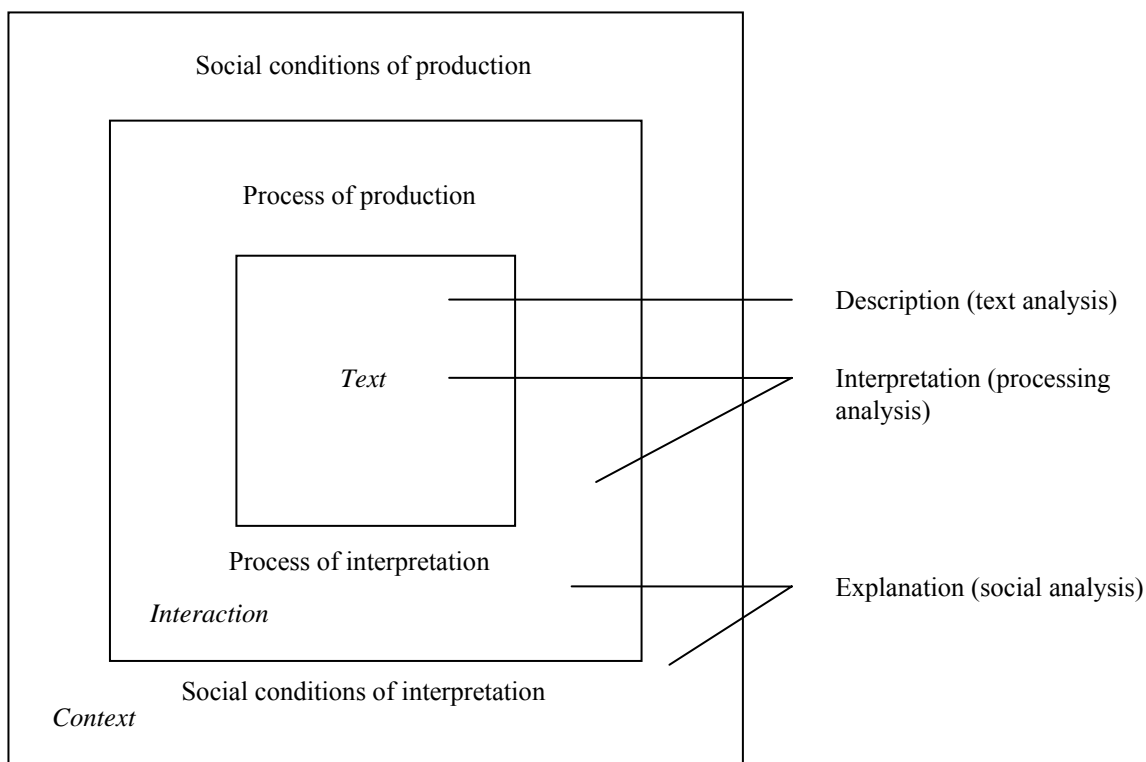 Social conditions of production
Process of production
Description (text analysis)
Text
Interpretation (processing
analysis)
Process of interpretation
Explanation (social analysis)
Interaction
Social conditions of interpretation
Context